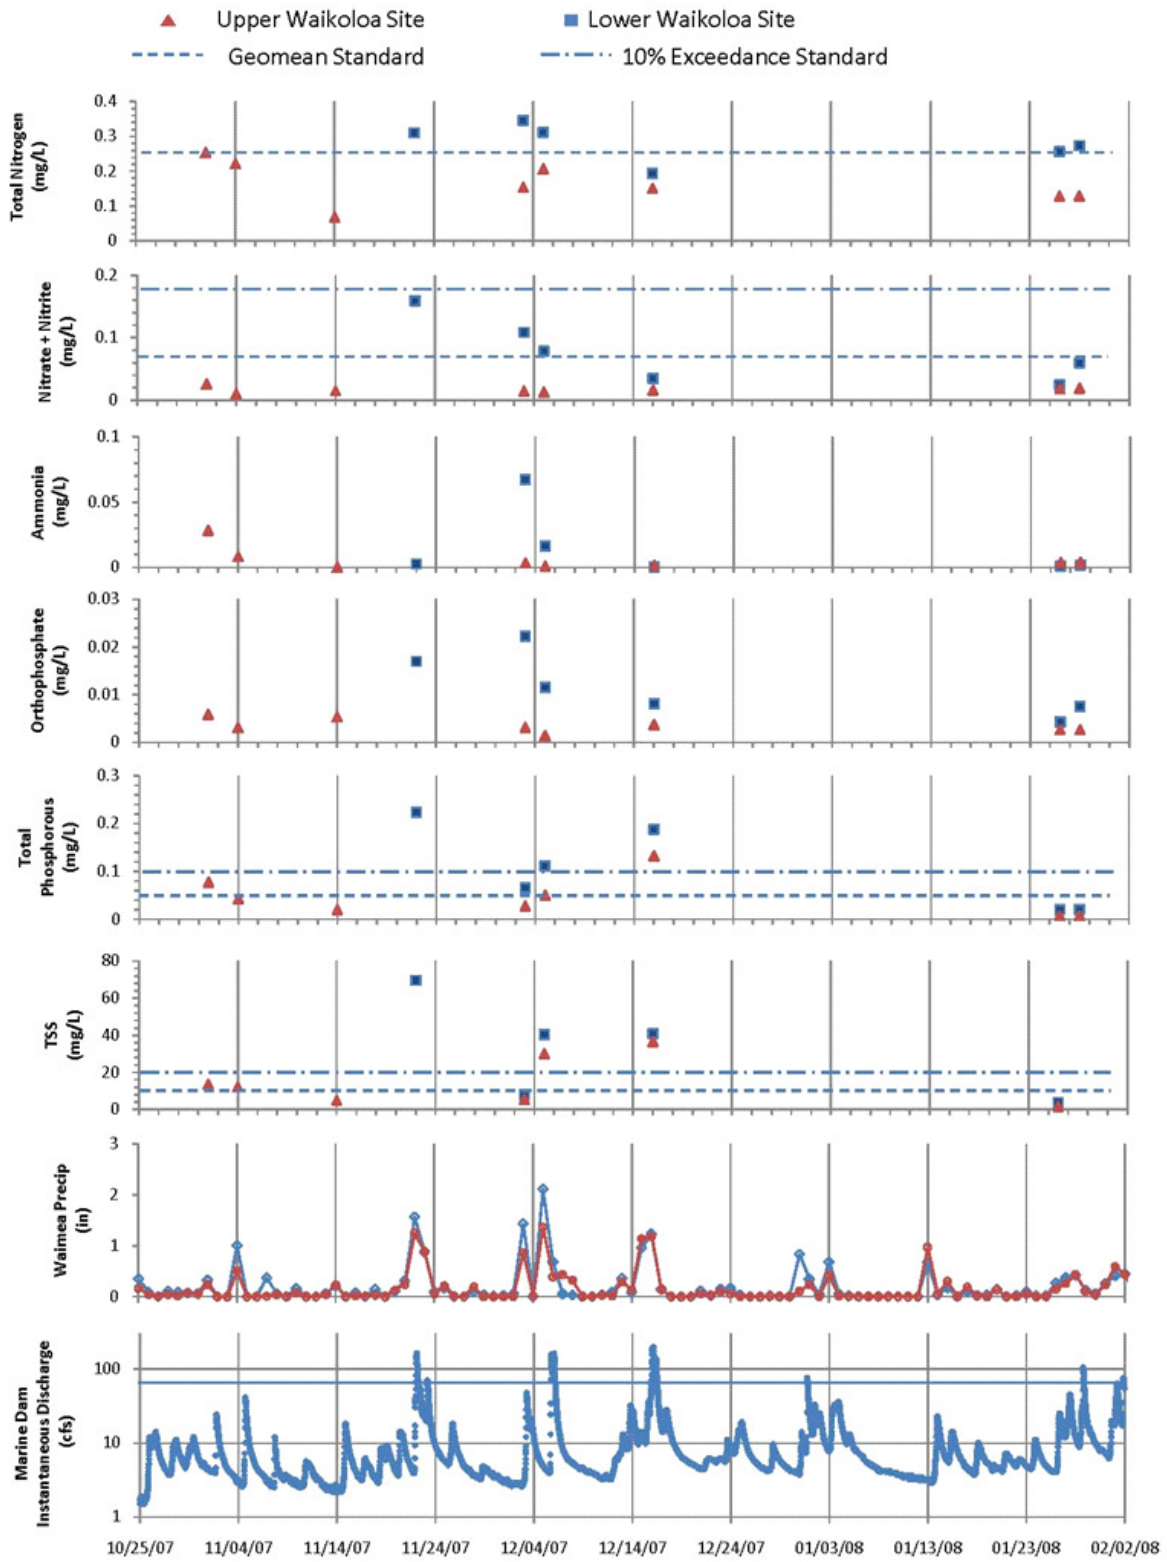 Upper Waikoloa Site
Lower Waikoloa Site
Geomean Standard
10% Exceedance Standard
Total Nitrogen
(mg/L)
0.4
0.3
0.2
0.1
0
Nitrate + Nitrite
(mg/L)
0.2
0.1
0
Ammonia
(mg/L)
0.1
0.05
0
Orthophosphate
(mg/L)
0.03
0.02
0.01
0
Total
Phosphorous
(mg/L)
0.3
0.2
0.1
0
TSS
(mg/L)
80
60
40
20
0
Waimea Precip
(in)
3
2
1
0
Marine Dam
Instantaneous Discharge
(cfs)
100
10
1
10/25/07 11/04/07 11/14/07 11/24/07 12/04/07 12/14/07 12/24/07 01/03/08 01/13/08 01/23/08 02/02/08